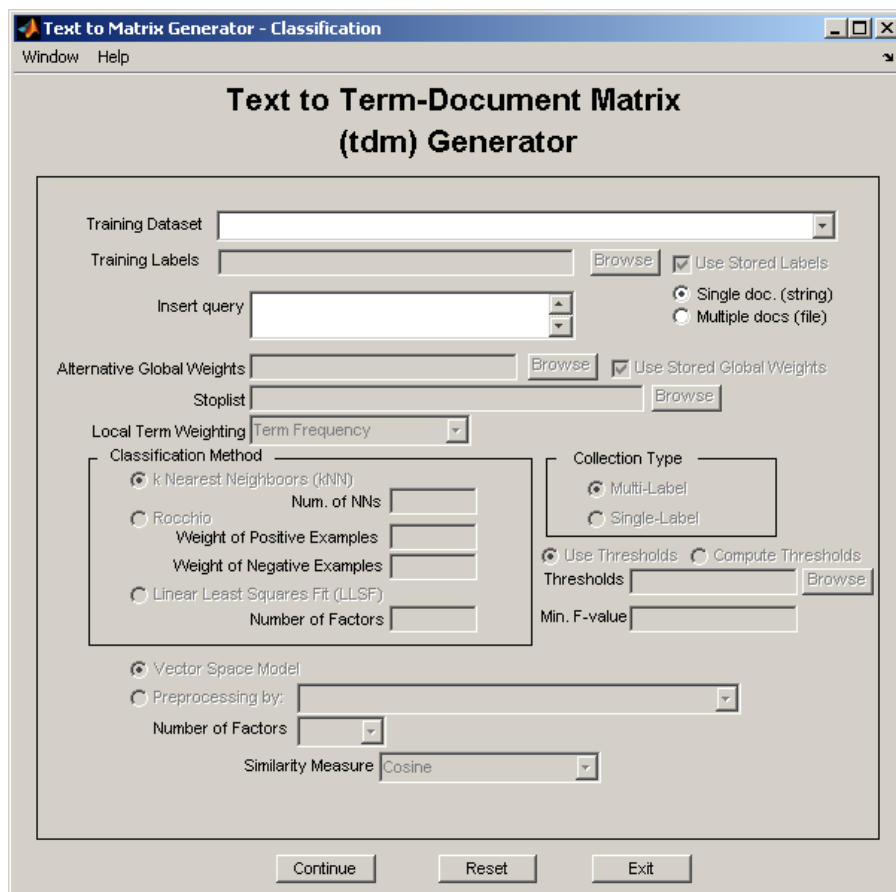 Text to Matrix Generator - Classification
Window Help
Text to Term-Document Matrix
(tdm) Generator
Training Dataset
Training Labels Browse Use Stored Labels
Insert query Single doc. (string)
Multiple docs (file)
Alternative Global Weights Browse Use Stored Global Weights
Stoplist Browse
Local Term Weighting Term Frequency
Classification Method
k Nearest Neighboors (kNN)
Num. of NNs
Rocchio
Weight of Positive Examples
Weight of Negative Examples
Linear Least Squares Fit (LLSF)
Number of Factors
Collection Type
Multi-Label
Single-Label
Use Thresholds Compute Thresholds
Thresholds Browse
Min. F-value
Vector Space Model
Preprocessing by:
Number of Factors
Similarity Measure Cosine
Continue Reset Exit